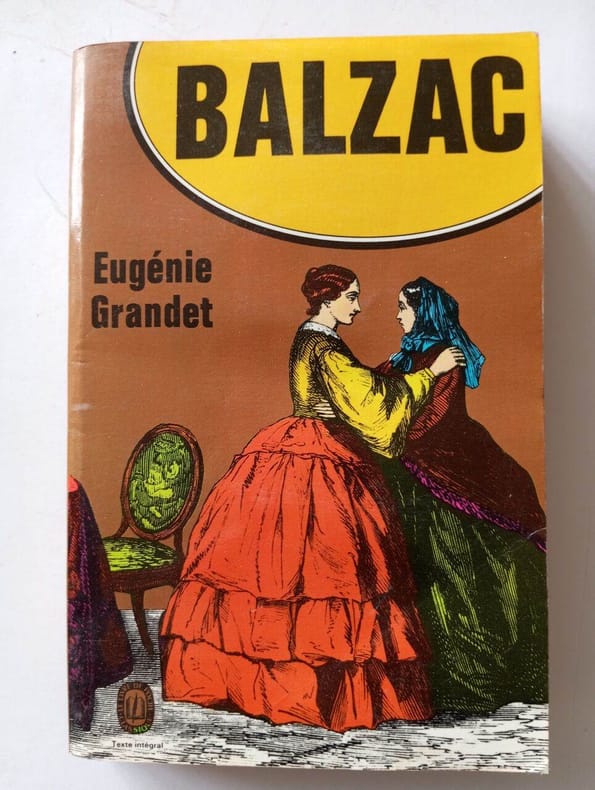 BALZAC
Eugénie
Grandet
Texte intégral